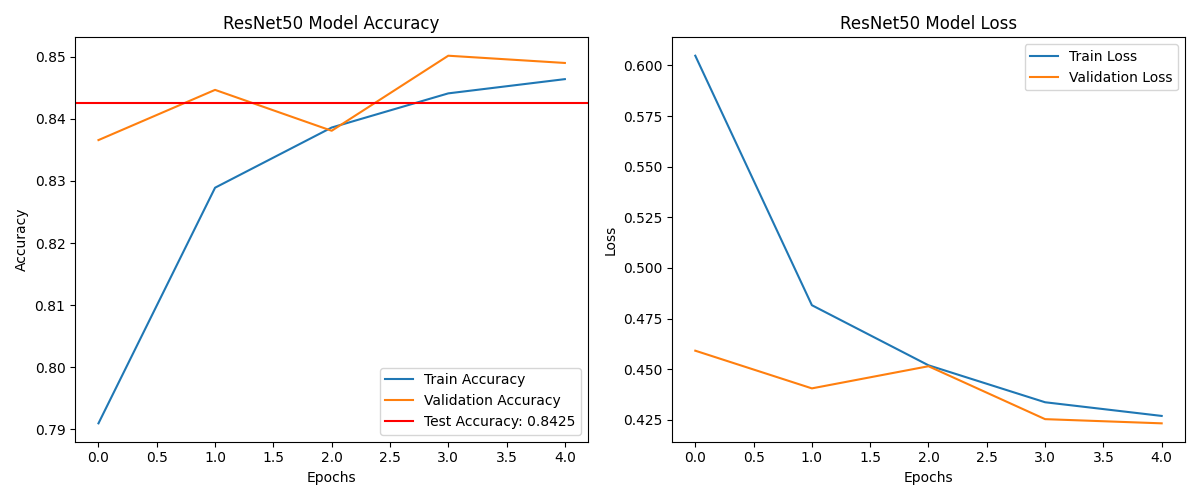 ResNet50 Model Accuracy
Accuracy
0.85
0.84
0.83
0.82
0.81
0.80
0.79
Train Accuracy
Validation Accuracy
Test Accuracy: 0.8425
0.0 0.5 1.0 1.5 2.0 2.5 3.0 3.5 4.0
Epochs
ResNet50 Model Loss
Loss
0.600
0.575
0.550
0.525
0.500
0.475
0.450
0.425
Train Loss
Validation Loss
0.0 0.5 1.0 1.5 2.0 2.5 3.0 3.5 4.0
Epochs